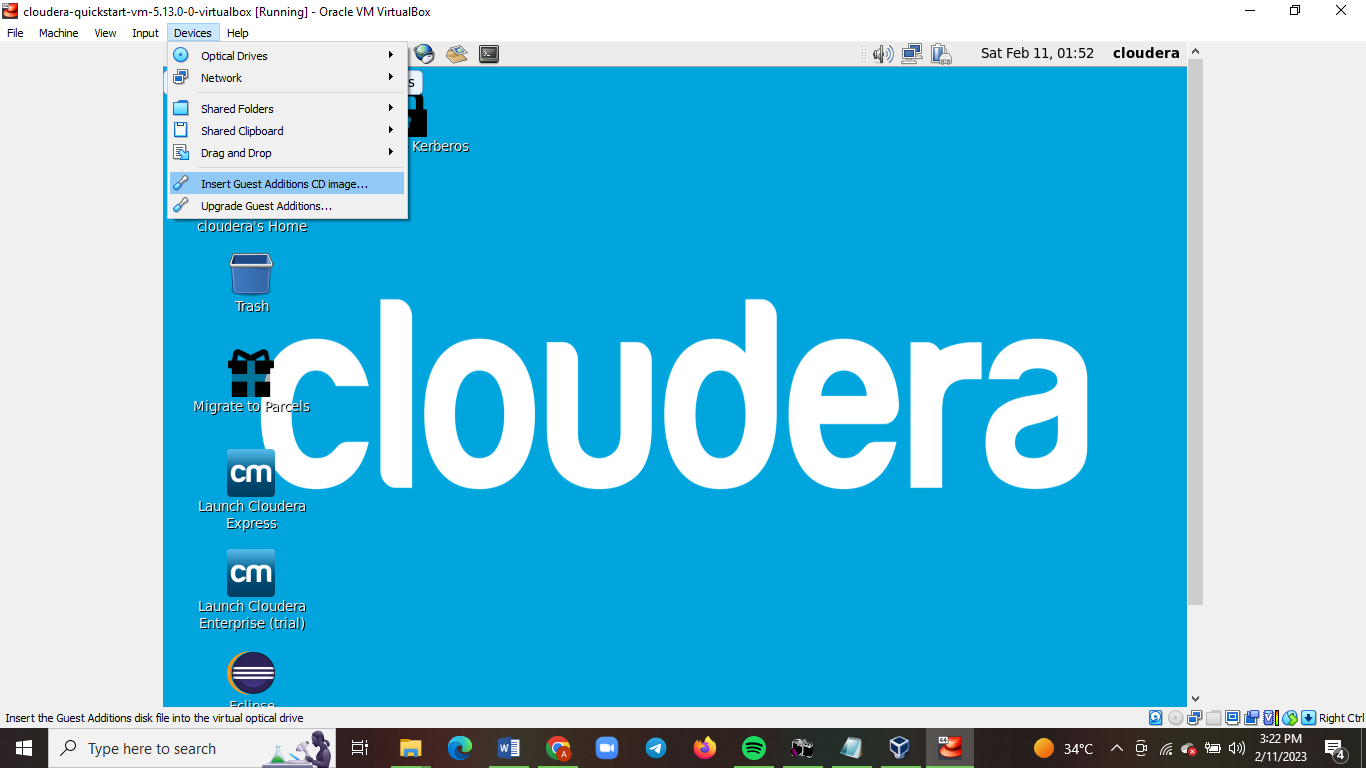 cloudera-quickstart-vm-5.13.0-0-virtualbox [Running] - Oracle VM VirtualBox
File Machine View Input Devices Help
Optical Drives
Network
Shared Folders
Shared Clipboard
Drag and Drop
Insert Guest Additions CD image...
Upgrade Guest Additions...
Sat Feb 11, 01:52 cloudera
s
Kerberos
cloudera's Home
Trash
Migrate to Parcels
cm
Launch Cloudera
Express
cm
Launch Cloudera
Enterprise (trial)
Eclipse
cloudera
Insert the Guest Additions disk file into the virtual optical drive
Right Ctrl
Type here to search
34°C
3:22 PM
2/11/2023
4